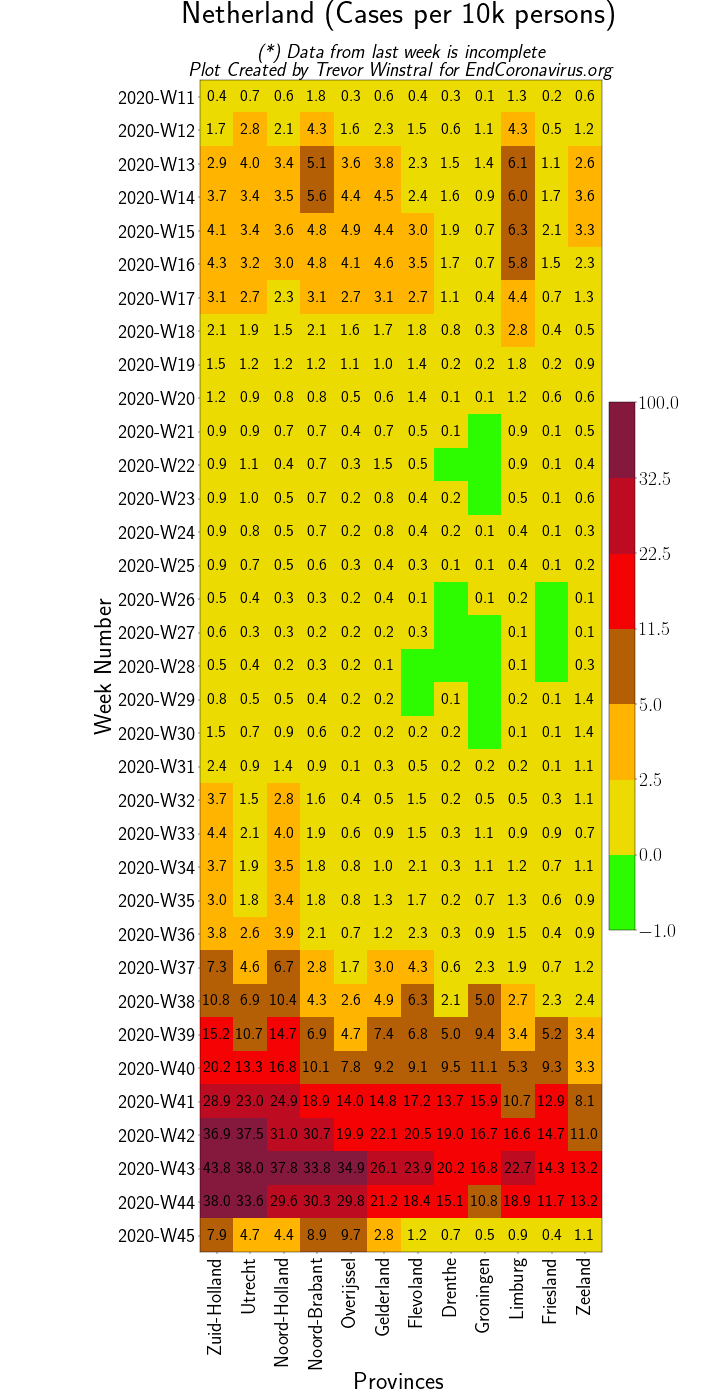 Netherland (Cases per 10k persons)
(*) Data from last week is incomplete
Plot Created by Trevor Winstral for EndCoronavirus.org
2020-W11 0.4 0.7 0.6 1.8 0.3 0.6 0.4 0.3 0.1 1.3 0.2 0.6
2020-W12 1.7 2.8 2.1 4.3 1.6 2.3 1.5 0.6 1.1 4.3 0.5 1.2
2020-W13 2.9 4.0 3.4 5.1 3.6 3.8 2.3 1.5 1.4 6.1 1.1 2.6
2020-W14 3.7 3.4 3.5 5.6 4.4 4.5 2.4 1.6 0.9 6.0 1.7 3.6
2020-W15 4.1 3.4 3.6 4.8 4.9 4.4 3.0 1.9 0.7 6.3 2.1 3.3
2020-W16 4.3 3.2 3.0 4.8 4.1 4.6 3.5 1.7 0.7 5.8 1.5 2.3
2020-W17 3.1 2.7 2.3 3.1 2.7 3.1 2.7 1.1 0.4 4.4 0.7 1.3
2020-W18 2.1 1.9 1.5 2.1 1.6 1.7 1.8 0.8 0.3 2.8 0.4 0.5
2020-W19 1.5 1.2 1.2 1.2 1.1 1.0 1.4 0.2 0.2 1.8 0.2 0.9
2020-W20 1.2 0.9 0.8 0.8 0.5 0.6 1.4 0.1 0.1 1.2 0.6 0.6
2020-W21 0.9 0.9 0.7 0.7 0.4 0.7 0.5 0.1 0.9 0.1 0.5
2020-W22 0.9 1.1 0.4 0.7 0.3 1.5 0.5 0.9 0.1 0.4
2020-W23 0.9 1.0 0.5 0.7 0.2 0.8 0.4 0.2 0.5 0.1 0.6
2020-W24 0.9 0.8 0.5 0.7 0.2 0.8 0.4 0.2 0.1 0.4 0.1 0.3
2020-W25 0.9 0.7 0.5 0.6 0.3 0.4 0.3 0.1 0.1 0.4 0.1 0.2
2020-W26 0.5 0.4 0.3 0.3 0.2 0.4 0.1 0.1 0.2 0.1
2020-W27 0.6 0.3 0.3 0.2 0.2 0.2 0.3 0.1 0.1
2020-W28 0.5 0.4 0.2 0.3 0.2 0.1 0.1 0.3
2020-W29 0.8 0.5 0.5 0.4 0.2 0.2 0.1 0.2 0.1 1.4
2020-W30 1.5 0.7 0.9 0.6 0.2 0.2 0.2 0.2 0.1 0.1 1.4
2020-W31 2.4 0.9 1.4 0.9 0.1 0.3 0.5 0.2 0.2 0.2 0.1 1.1
2020-W32 3.7 1.5 2.8 1.6 0.4 0.5 1.5 0.2 0.5 0.5 0.3 1.1
2020-W33 4.4 2.1 4.0 1.9 0.6 0.9 1.5 0.3 1.1 0.9 0.9 0.7
2020-W34 3.7 1.9 3.5 1.8 0.8 1.0 2.1 0.3 1.1 1.2 0.7 1.1
2020-W35 3.0 1.8 3.4 1.8 0.8 1.3 1.7 0.2 0.7 1.3 0.6 0.9
2020-W36 3.8 2.6 3.9 2.1 0.7 1.2 2.3 0.3 0.9 1.5 0.4 0.9
2020-W37 7.3 4.6 6.7 2.8 1.7 3.0 4.3 0.6 2.3 1.9 0.7 1.2
2020-W38 10.8 6.9 10.4 4.3 2.6 4.9 6.3 2.1 5.0 2.7 2.3 2.4
2020-W39 15.2 10.7 14.7 6.9 4.7 7.4 6.8 5.0 9.4 3.4 5.2 3.4
2020-W40 20.2 13.3 16.8 10.1 7.8 9.2 9.1 9.5 11.1 5.3 9.3 3.3
2020-W41 28.9 23.0 24.9 18.9 14.0 14.8 17.2 13.7 15.9 10.7 12.9 8.1
2020-W42 36.9 37.5 31.0 30.7 19.9 22.1 20.5 19.0 16.7 16.6 14.7 11.0
2020-W43 43.8 38.0 37.8 33.8 34.9 26.1 23.9 20.2 16.8 22.7 14.3 13.2
2020-W44 38.0 33.6 29.6 30.3 29.8 21.2 18.4 15.1 10.8 18.9 11.7 13.2
2020-W45 7.9 4.7 4.4 8.9 9.7 2.8 1.2 0.7 0.5 0.9 0.4 1.1
Week Number
Zuid-Holland
Utrecht
Noord-Holland
Noord-Brabant
Overijssel
Gelderland
Flevoland
Drenthe
Groningen
Limburg
Friesland
Zeeland
Provinces
100.0
32.5
22.5
11.5
5.0
2.5
0.0
−1.0